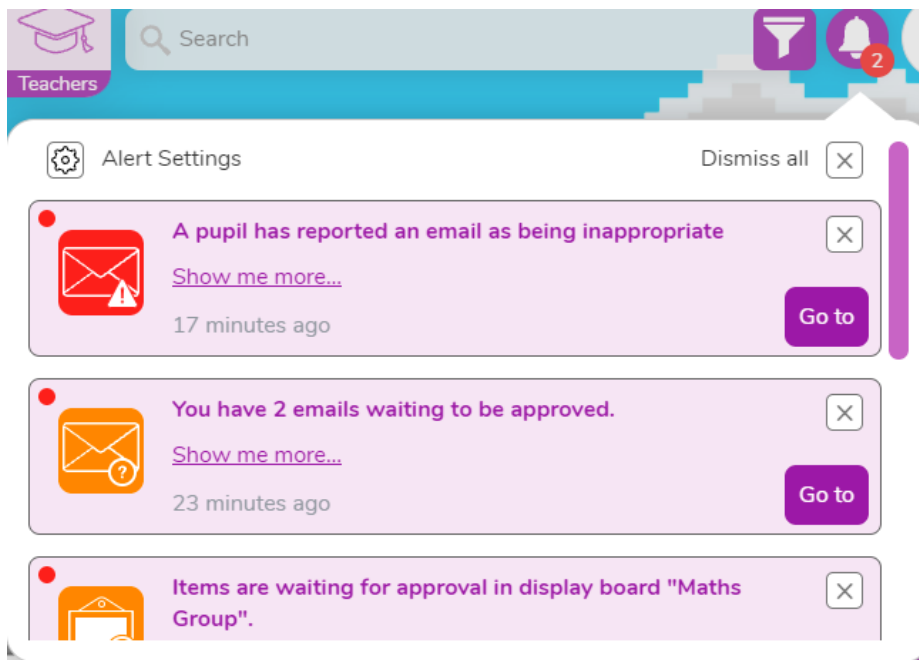 Search
2
Teachers
Alert Settings
Dismiss all
A pupil has reported an email as being inappropriate
Show me more...
17 minutes ago
Go to
You have 2 emails waiting to be approved.
Show me more...
23 minutes ago
Go to
Items are waiting for approval in display board "Maths
Group".